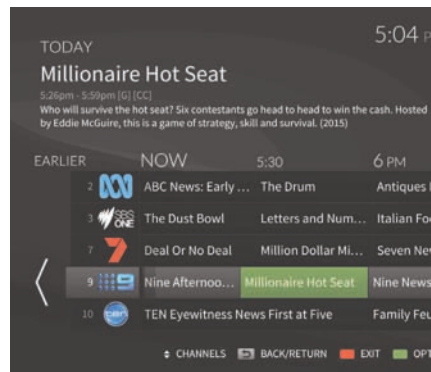 5:04
TODAY
Millionaire Hot Seat
5:26pm - 5:59pm [G] [CC]
Who will survive the hot seat? Six contestants go head to head to win the cash. Hosted
by Eddie McGuire, this is a game of strategy, skill and survival. (2015)
EARLIER NOW 5:30 6 PM
2 ABC News: Early ... The Drum Antiques
3 SBS ONE The Dust Bowl Letters and Num... Italian Fo
7 Deal Or No Deal Million Dollar Mi... Seven Ne
9 Nine Afternoo... Millionaire Hot Seat Nine News
10 TEN TEN Eyewitness News First at Five Family Feu
CHANNELS BACK/RETURN EXIT OPT